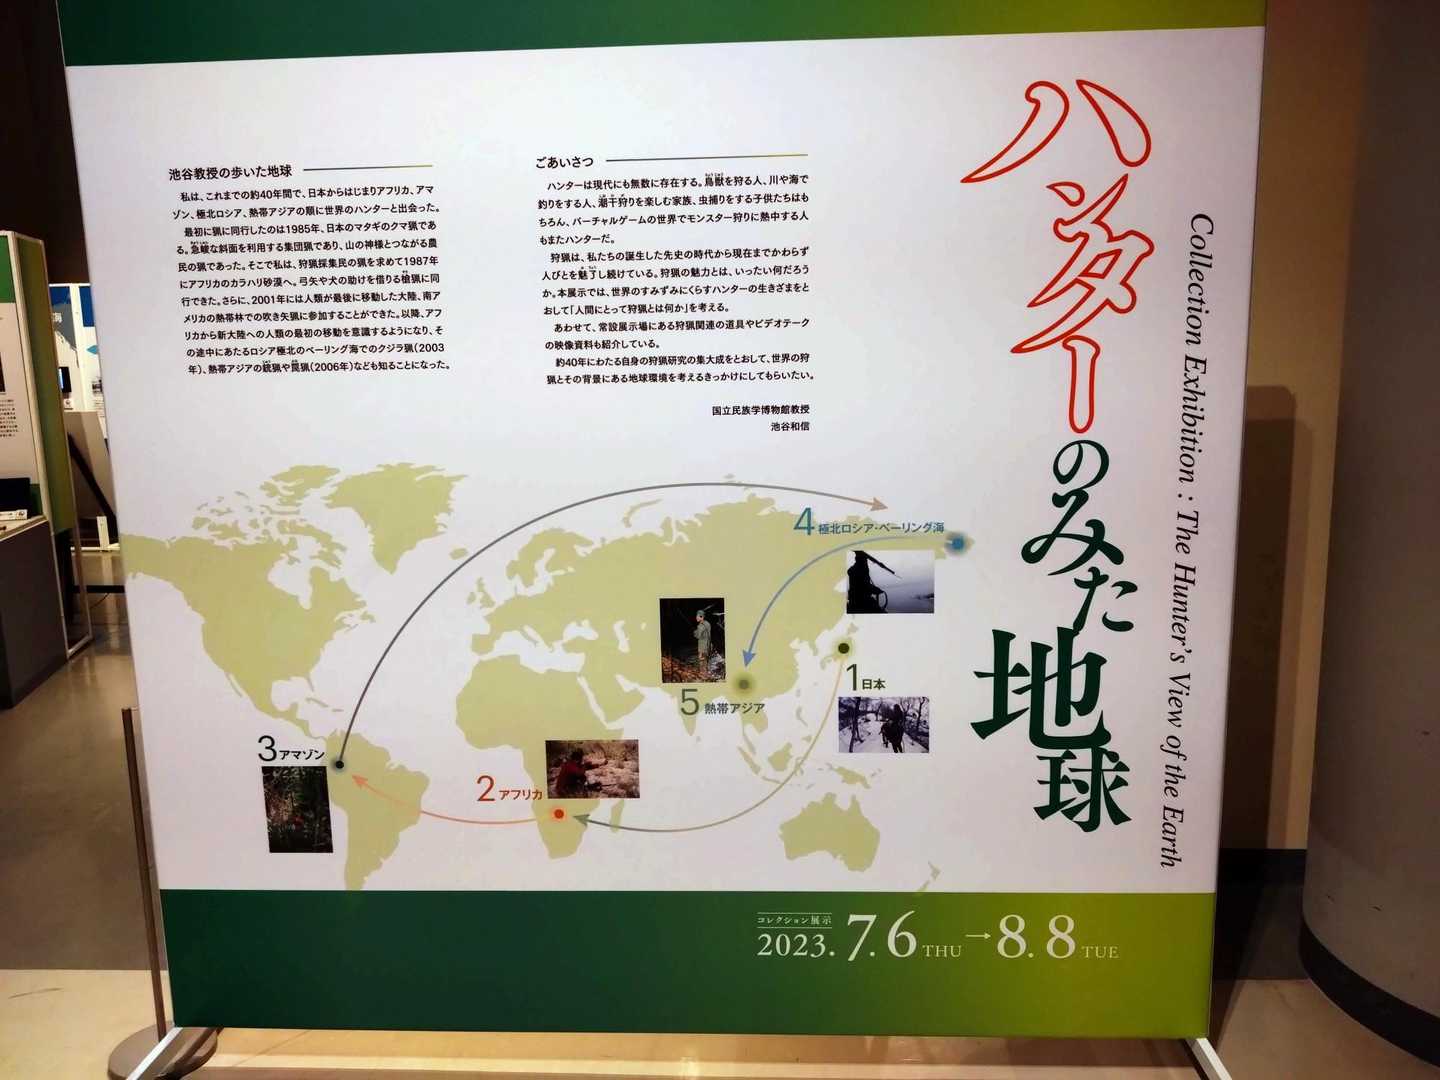 ハンターのみた地球
Collection Exhibition : The Hunter's View of the Earth
ごあいさつ
ハンターは現代にも無数に存在する。鳥獣を狩る人、川や海で
釣りをする人、潮干狩りを楽しむ家族、虫捕りをする子供たちはも
ちろん、バーチャルゲームの世界でモンスター狩りに熱中する人
もまたハンターだ。
狩猟は、私たちの誕生した先史の時代から現在までかわらず
人びとを魅了し続けている。狩猟の魅力とは、いったい何だろう
か。本展示では、世界のすみずみにくらすハンターの生きざまをと
おして「人間にとって狩猟とは何か」を考える。
あわせて、常設展示場にある狩猟関連の道具やビデオテーク
の映像資料も紹介している。
約40年にわたる自身の狩猟研究の集大成をとおして、世界の狩
猟とその背景にある地球環境を考えるきっかけにしてもらいたい。
国立民族学博物館教授
池谷和信
池谷教授の歩いた地球
私は、これまでの約40年間で、日本からはじまりアフリカ、アマ
ゾン、極北ロシア、熱帯アジアの順に世界のハンターと出会った。
最初に猟に同行したのは1985年、日本のマタギのクマ猟であ
る。急峻な斜面を利用する集団猟であり、山の神様とつながる農
民の猟であった。そこで私は、狩猟採集民の猟を求めて1987年
にアフリカのカラハリ砂漠へ。弓矢や犬の助けを借りる槍猟に同
行できた。さらに、2001年には人類が最後に移動した大陸、南ア
メリカの熱帯林での吹き矢猟に参加することができた。以降、アフ
リカから新大陸への人類の最初の移動を意識するようになり、そ
の途中にあたるロシア極北のベーリング海でのクジラ猟(2003
年)、熱帯アジアの銃猟や罠猟(2006年)なども知ることになった。
4 極北ロシア・ベーリング海
1 日本
5 熱帯アジア
3 アマゾン
2 アフリカ
コレクション展示
2023. 7. 6 THU → 8. 8 TUE